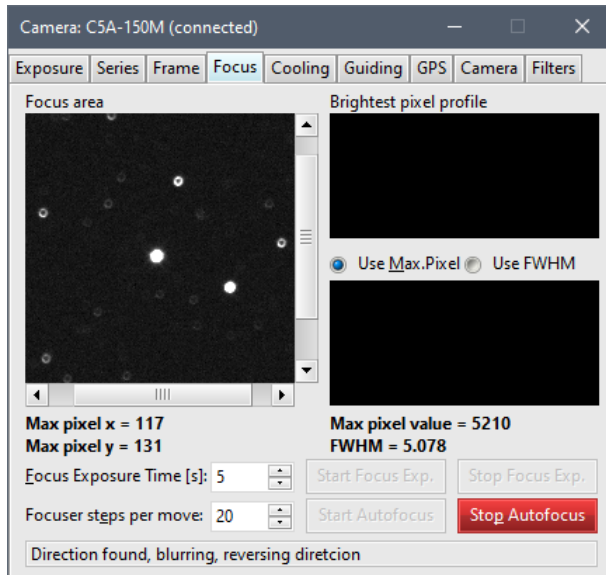 Camera: C5A-150M (connected)
Exposure Series Frame Focus Cooling Guiding GPS Camera Filters
Focus area
Brightest pixel profile
Use Max.Pixel Use FWHM
Max pixel x = 117
Max pixel y = 131
Max pixel value = 5210
FWHM = 5.078
Focus Exposure Time [s]: 5 Start Focus Exp. Stop Focus Exp.
Focuser steps per move: 20 Start Autofocus Stop Autofocus
Direction found, blurring, reversing diretcion